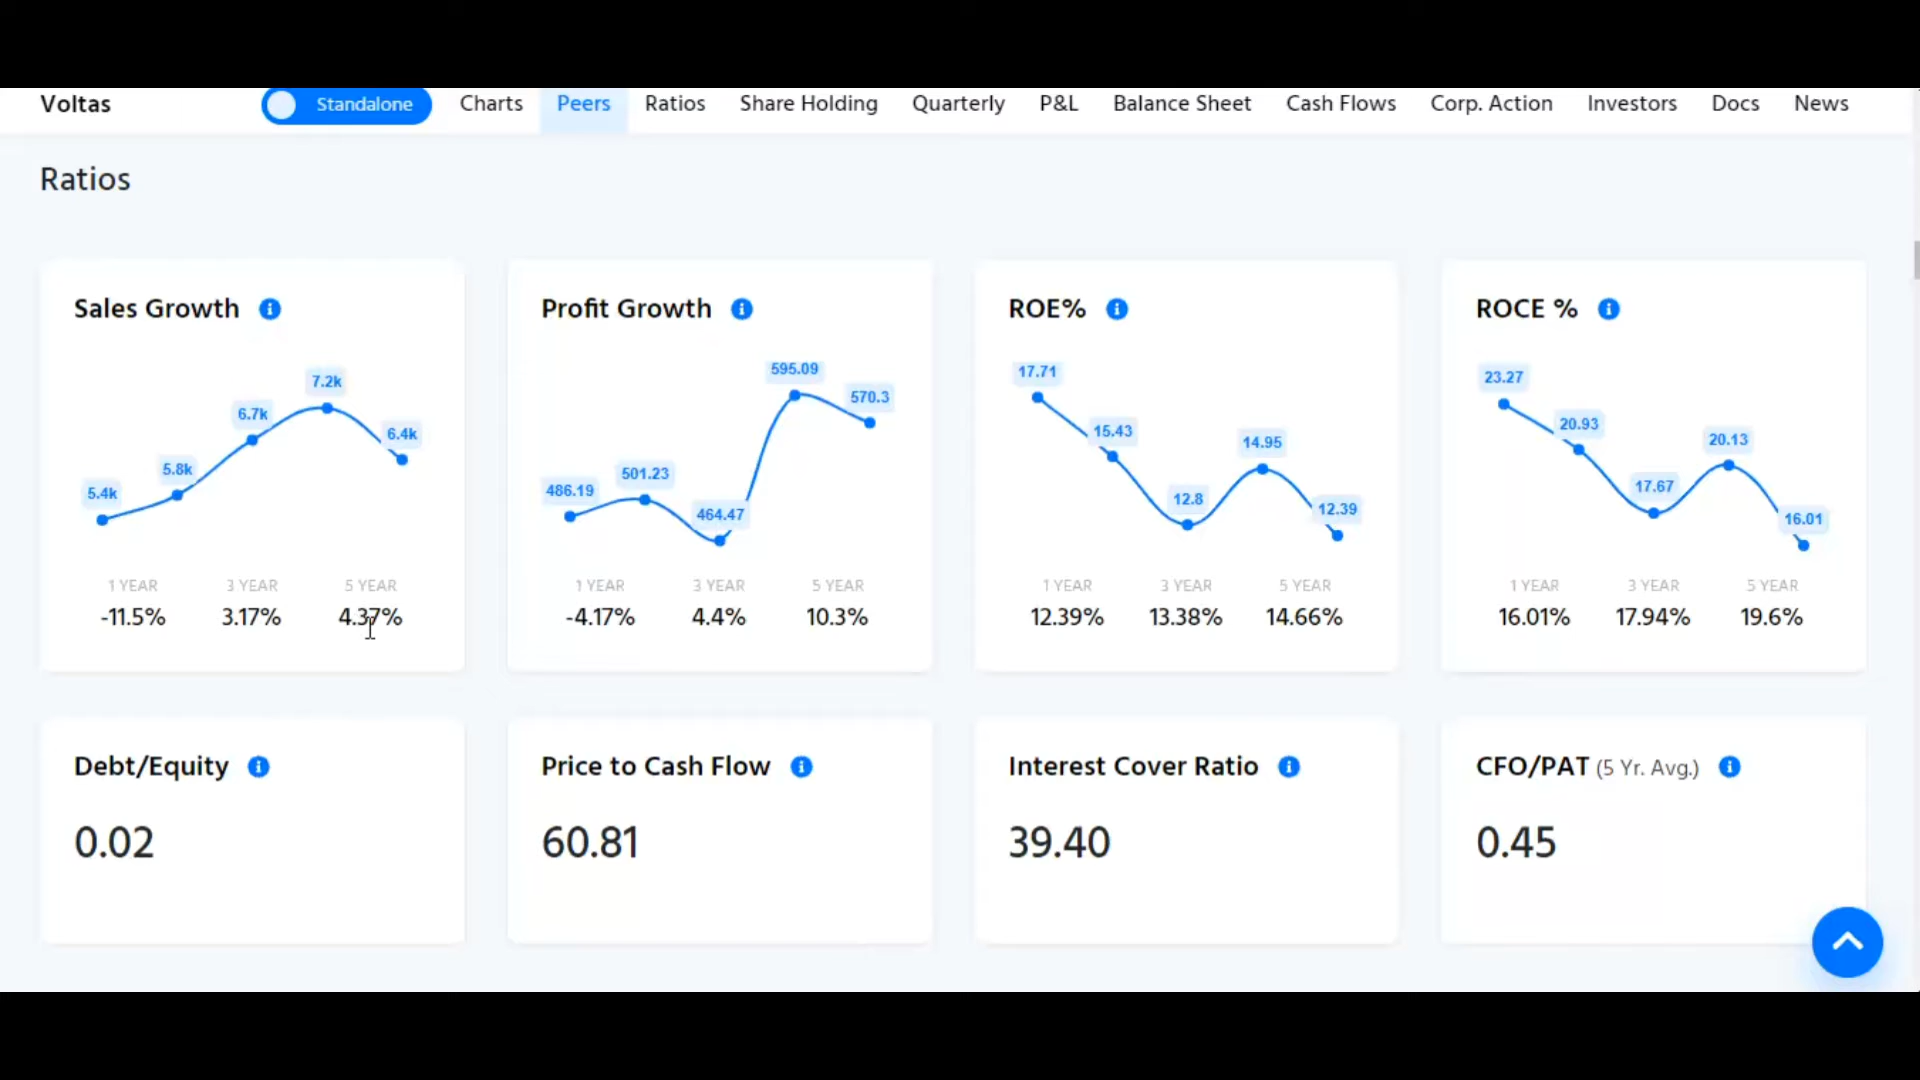 Voltas Standalone Charts Peers Ratios Share Holding Quarterly P&L Balance Sheet Cash Flows Corp. Action Investors Docs News
Ratios
Sales Growth
5.4k 5.8k 6.7k 7.2k 6.4k
1 YEAR 3 YEAR 5 YEAR
-11.5% 3.17% 4.37%
Profit Growth
486.19 501.23 464.47 595.09 570.3
1 YEAR 3 YEAR 5 YEAR
-4.17% 4.4% 10.3%
ROE%
17.71 15.43 12.8 14.95 12.39
1 YEAR 3 YEAR 5 YEAR
12.39% 13.38% 14.66%
ROCE %
23.27 20.93 17.67 20.13 16.01
1 YEAR 3 YEAR 5 YEAR
16.01% 17.94% 19.6%
Debt/Equity
0.02
Price to Cash Flow
60.81
Interest Cover Ratio
39.40
CFO/PAT (5 Yr. Avg.)
0.45